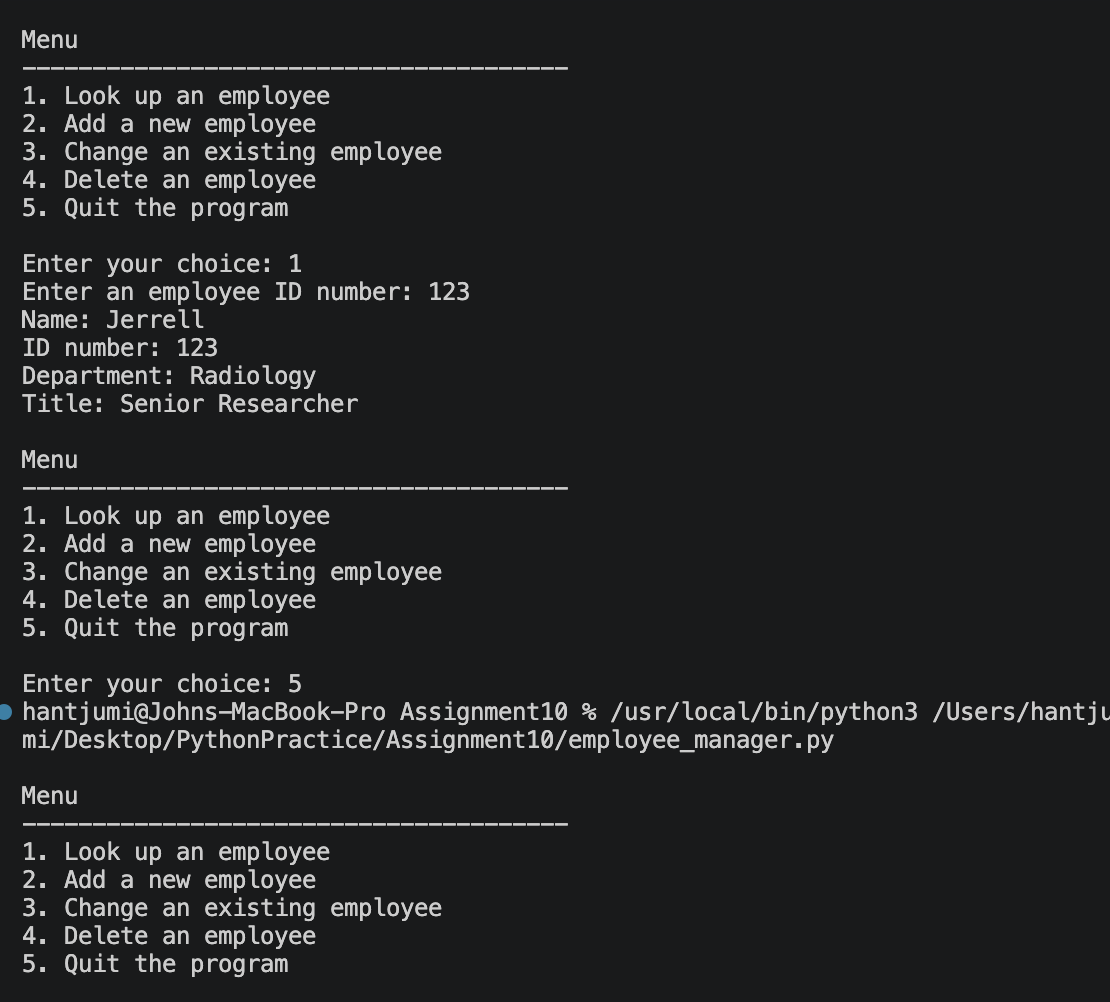 Menu
---------------------------------------
1. Look up an employee
2. Add a new employee
3. Change an existing employee
4. Delete an employee
5. Quit the program
Enter your choice: 1
Enter an employee ID number: 123
Name: Jerrell
ID number: 123
Department: Radiology
Title: Senior Researcher
Menu
---------------------------------------
1. Look up an employee
2. Add a new employee
3. Change an existing employee
4. Delete an employee
5. Quit the program
Enter your choice: 5
hantjumi@Johns-MacBook-Pro Assignment10 % /usr/local/bin/python3 /Users/hantju
mi/Desktop/PythonPractice/Assignment10/employee_manager.py
Menu
---------------------------------------
1. Look up an employee
2. Add a new employee
3. Change an existing employee
4. Delete an employee
5. Quit the program